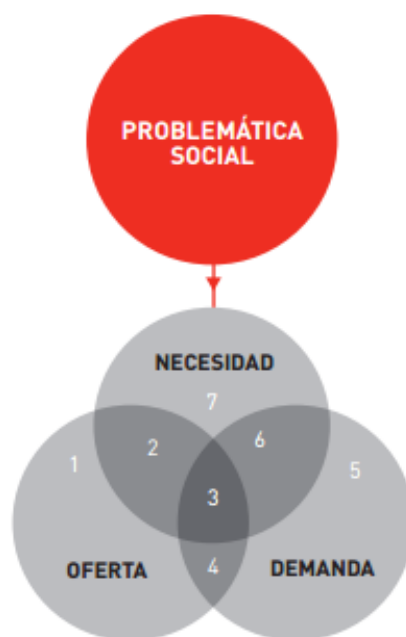 PROBLEMÁTICA
SOCIAL
NECESIDAD
7
1
2
6
5
3
OFERTA
4
DEMANDA